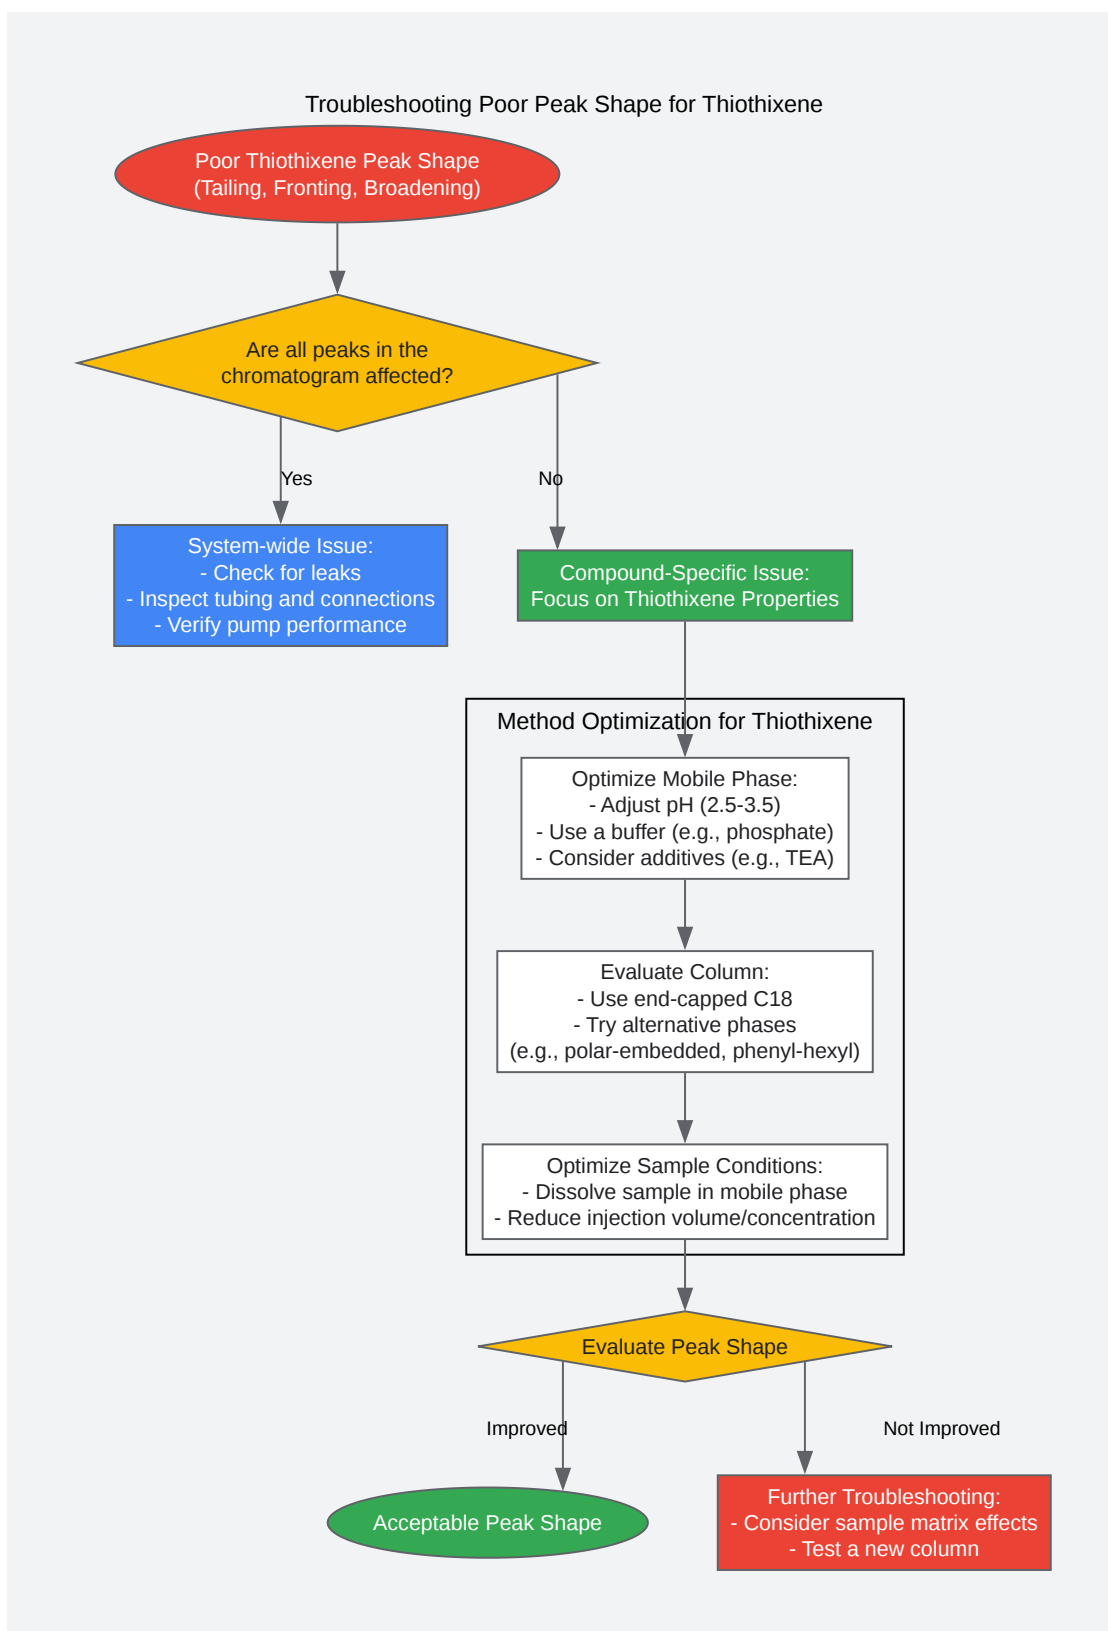 Troubleshooting Poor Peak Shape for Thiothixene
Poor Thiothixene Peak Shape
(Tailing, Fronting, Broadening)
Are all peaks in the
chromatogram affected?
Yes
No
System-wide Issue:
- Check for leaks
- Inspect tubing and connections
- Verify pump performance
Compound-Specific Issue:
Focus on Thiothixene Properties
Method Optimization for Thiothixene
Optimize Mobile Phase:
- Adjust pH (2.5-3.5)
- Use a buffer (e.g., phosphate)
- Consider additives (e.g., TEA)
Evaluate Column:
- Use end-capped C18
- Try alternative phases
(e.g., polar-embedded, phenyl-hexyl)
Optimize Sample Conditions:
- Dissolve sample in mobile phase
- Reduce injection volume/concentration
Evaluate Peak Shape
Improved
Not Improved
Acceptable Peak Shape
Further Troubleshooting:
- Consider sample matrix effects
- Test a new column